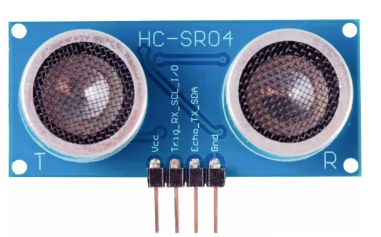 HC-SR04
Vcc
Trig_RX_SCL_I/O
Echo_TX_SDA
Gnd
T
R